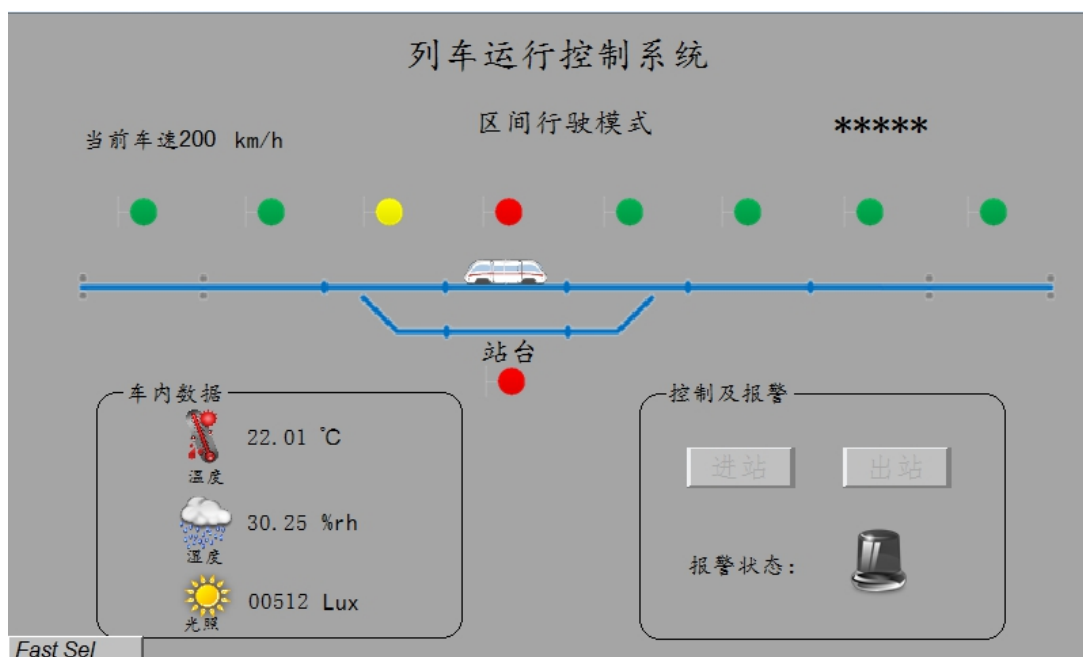 列车运行控制系统
区间行驶模式
*****
当前车速200 km/h
站台
车内数据
22.01 ℃
温度
30.25 %rh
湿度
00512 Lux
光照
控制及报警
进站
出站
报警状态:
Fast Sel